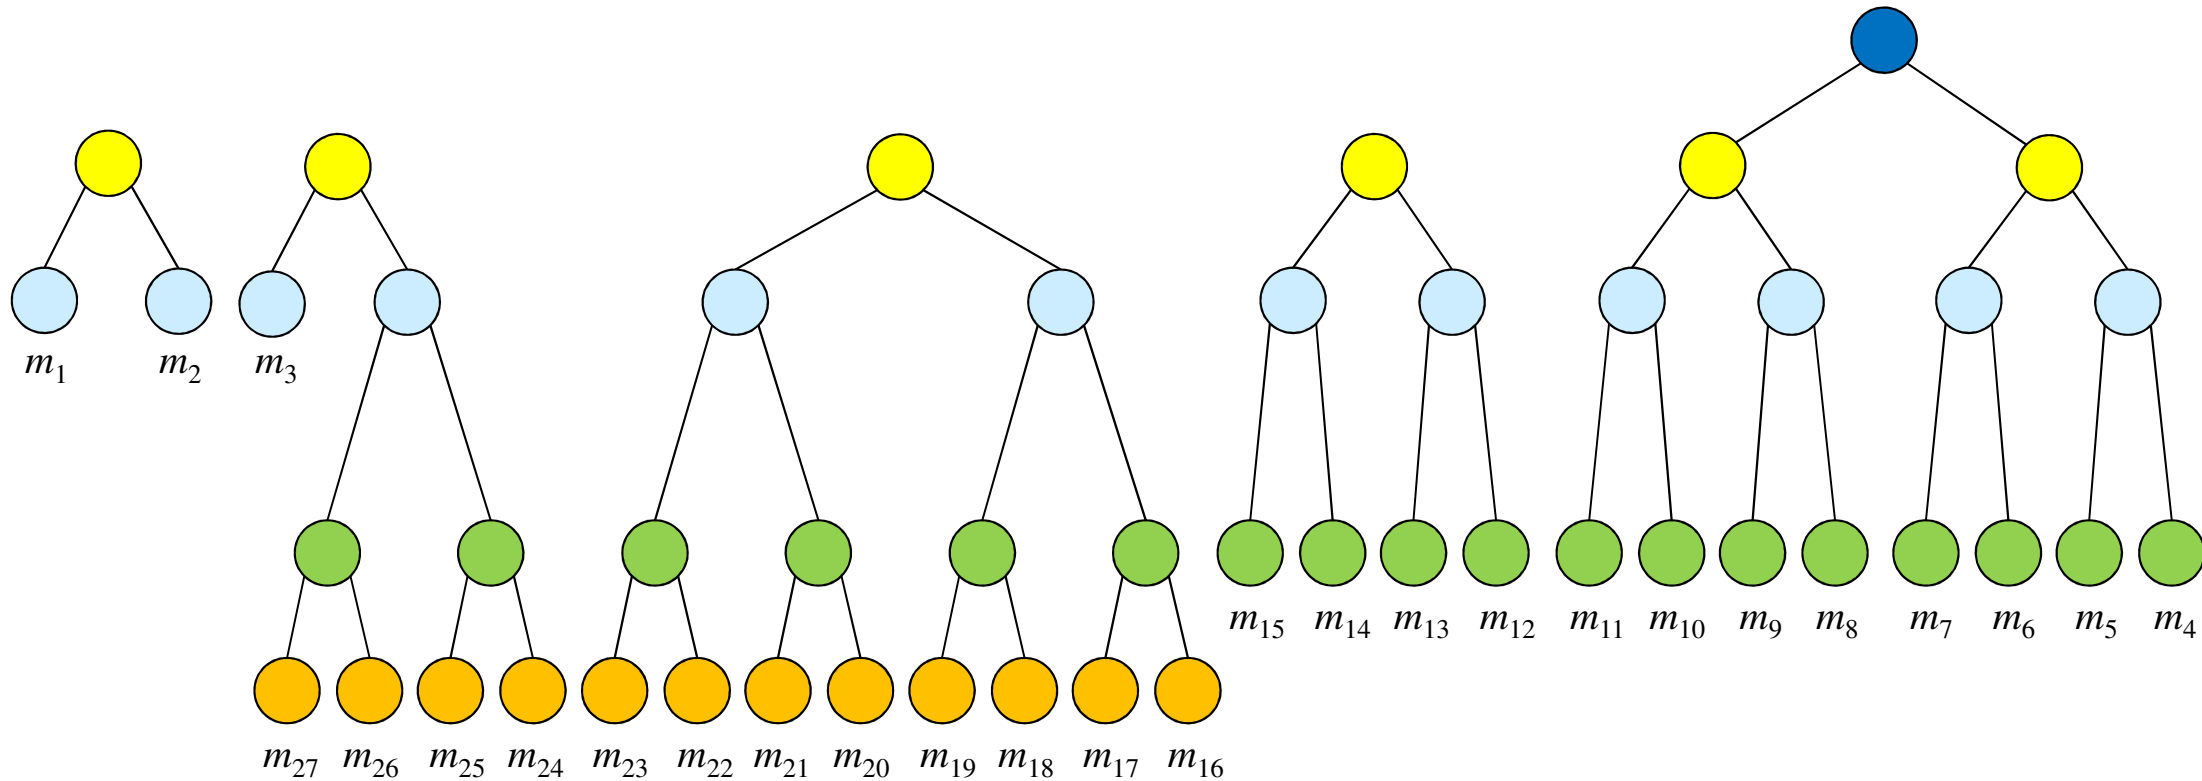 m₁ m₂ m₃
m₁₅ m₁₄ m₁₃ m₁₂ m₁₁ m₁₀ m₉ m₈ m₇ m₆ m₅ m₄
m₂₇ m₂₆ m₂₅ m₂₄ m₂₃ m₂₂ m₂₁ m₂₀ m₁₉ m₁₈ m₁₇ m₁₆